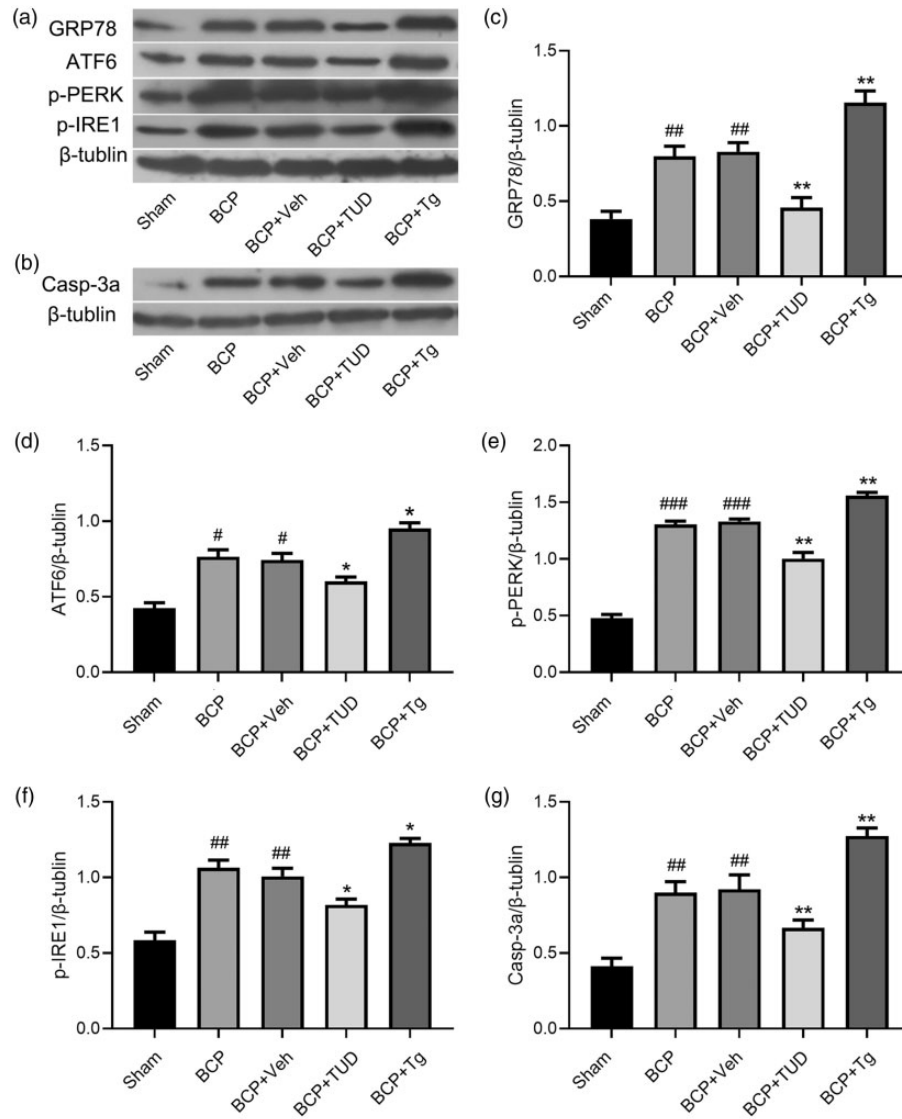 (a)
GRP78
ATF6
p-PERK
p-IRE1
β-tublin
Sham
BCP
BCP+Veh
BCP+TUD
BCP+Tg
(b)
Casp-3a
β-tublin
Sham
BCP
BCP+Veh
BCP+TUD
BCP+Tg
(c)
GRP78/β-tublin
1.5
1.0
0.5
0.0
##
##
**
**
Sham
BCP
BCP+Veh
BCP+TUD
BCP+Tg
(d)
ATF6/β-tublin
1.5
1.0
0.5
0.0
#
#
*
*
Sham
BCP
BCP+Veh
BCP+TUD
BCP+Tg
(e)
p-PERK/β-tublin
2.0
1.5
1.0
0.5
0.0
###
###
**
**
Sham
BCP
BCP+Veh
BCP+TUD
BCP+Tg
(f)
p-IRE1/β-tublin
1.5
1.0
0.5
0.0
##
##
*
*
Sham
BCP
BCP+Veh
BCP+TUD
BCP+Tg
(g)
Casp-3a/β-tublin
1.5
1.0
0.5
0.0
##
##
**
**
Sham
BCP
BCP+Veh
BCP+TUD
BCP+Tg